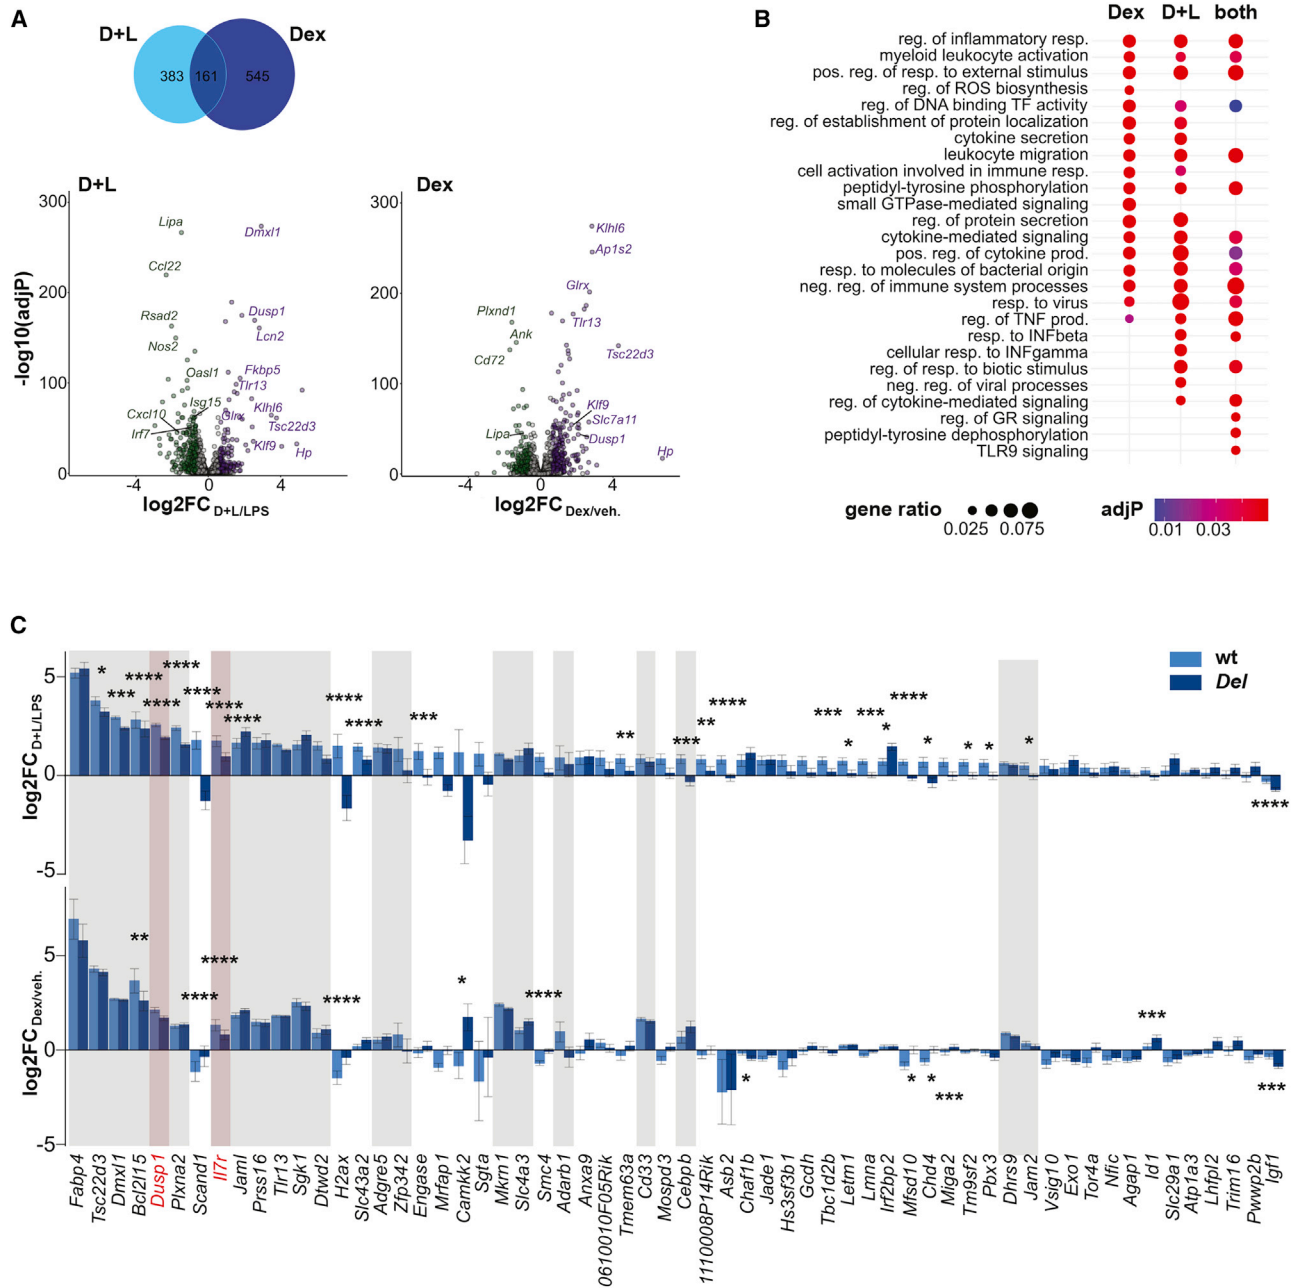 A
D+L
Dex
383
161
545
D+L
300
200
100
0
-4
0
4
-log10(adjP)
log2FC D+L/LPS
Lipa
Dmxl1
Ccl22
Rsad2
Dusp1
Lcn2
Nos2
Oasl1
Fkbp5
Tlr13
Isg15
Cxcl10
Glrx
Klhl6
Irf7
Tsc22d3
Klf9
Hp
Dex
300
200
100
0
-4
0
4
log2FC Dex/veh.
Klhl6
Ap1s2
Glrx
Plxnd1
Tlr13
Ank
Cd72
Tsc22d3
Klf9
Slc7a11
Lipa
Dusp1
Hp
B
Dex D+L both
reg. of inflammatory resp.
myeloid leukocyte activation
pos. reg. of resp. to external stimulus
reg. of ROS biosynthesis
reg. of DNA binding TF activity
reg. of establishment of protein localization
cytokine secretion
leukocyte migration
cell activation involved in immune resp.
peptidyl-tyrosine phosphorylation
small GTPase-mediated signaling
reg. of protein secretion
cytokine-mediated signaling
pos. reg. of cytokine prod.
resp. to molecules of bacterial origin
neg. reg. of immune system processes
resp. to virus
reg. of TNF prod.
resp. to INFbeta
cellular resp. to INFgamma
reg. of resp. to biotic stimulus
neg. reg. of viral processes
reg. of cytokine-mediated signaling
reg. of GR signaling
peptidyl-tyrosine dephosphorylation
TLR9 signaling
gene ratio
0.025 0.075
adjP
0.01 0.03
C
wt
Del
log2FC D+L/LPS
5
0
-5
* *** **** **** **** **** **** **** **** **** *** ** *** ** **** *** * *** * **** * * * * ****
log2FC Dex/veh.
5
0
-5
** **** **** **** * **** * * * *** *** ***
Fabp4
Tsc22d3
Dmxl1
Bcl2l15
Dusp1
Plxna2
Scand1
Il7r
Jaml
Prss16
Tlr13
Sgk1
Dtwd2
H2ax
Slc43a2
Adgre5
Zfp342
Engase
Mrfap1
Camkk2
Sgta
Mkrn1
Slc4a3
Smc4
Adarb1
Anxa9
0610010F05Rik
Tmem63a
Cd33
Mospd3
Cebpb
1110008P14Rik
Asb2
Chaf1b
Jade1
Hs3sf3b1
Gcdh
Tbc1d2b
Letm1
Lmna
Irf2bp2
Mfsd10
Chd4
Miga2
Tm9sf2
Pbx3
Dhrs9
Jam2
Vsig10
Exo1
Tor4a
Nfic
Agap1
Id1
Slc29a1
Atp1a3
Lhfpl2
Trim16
Pwwp2b
Igf1